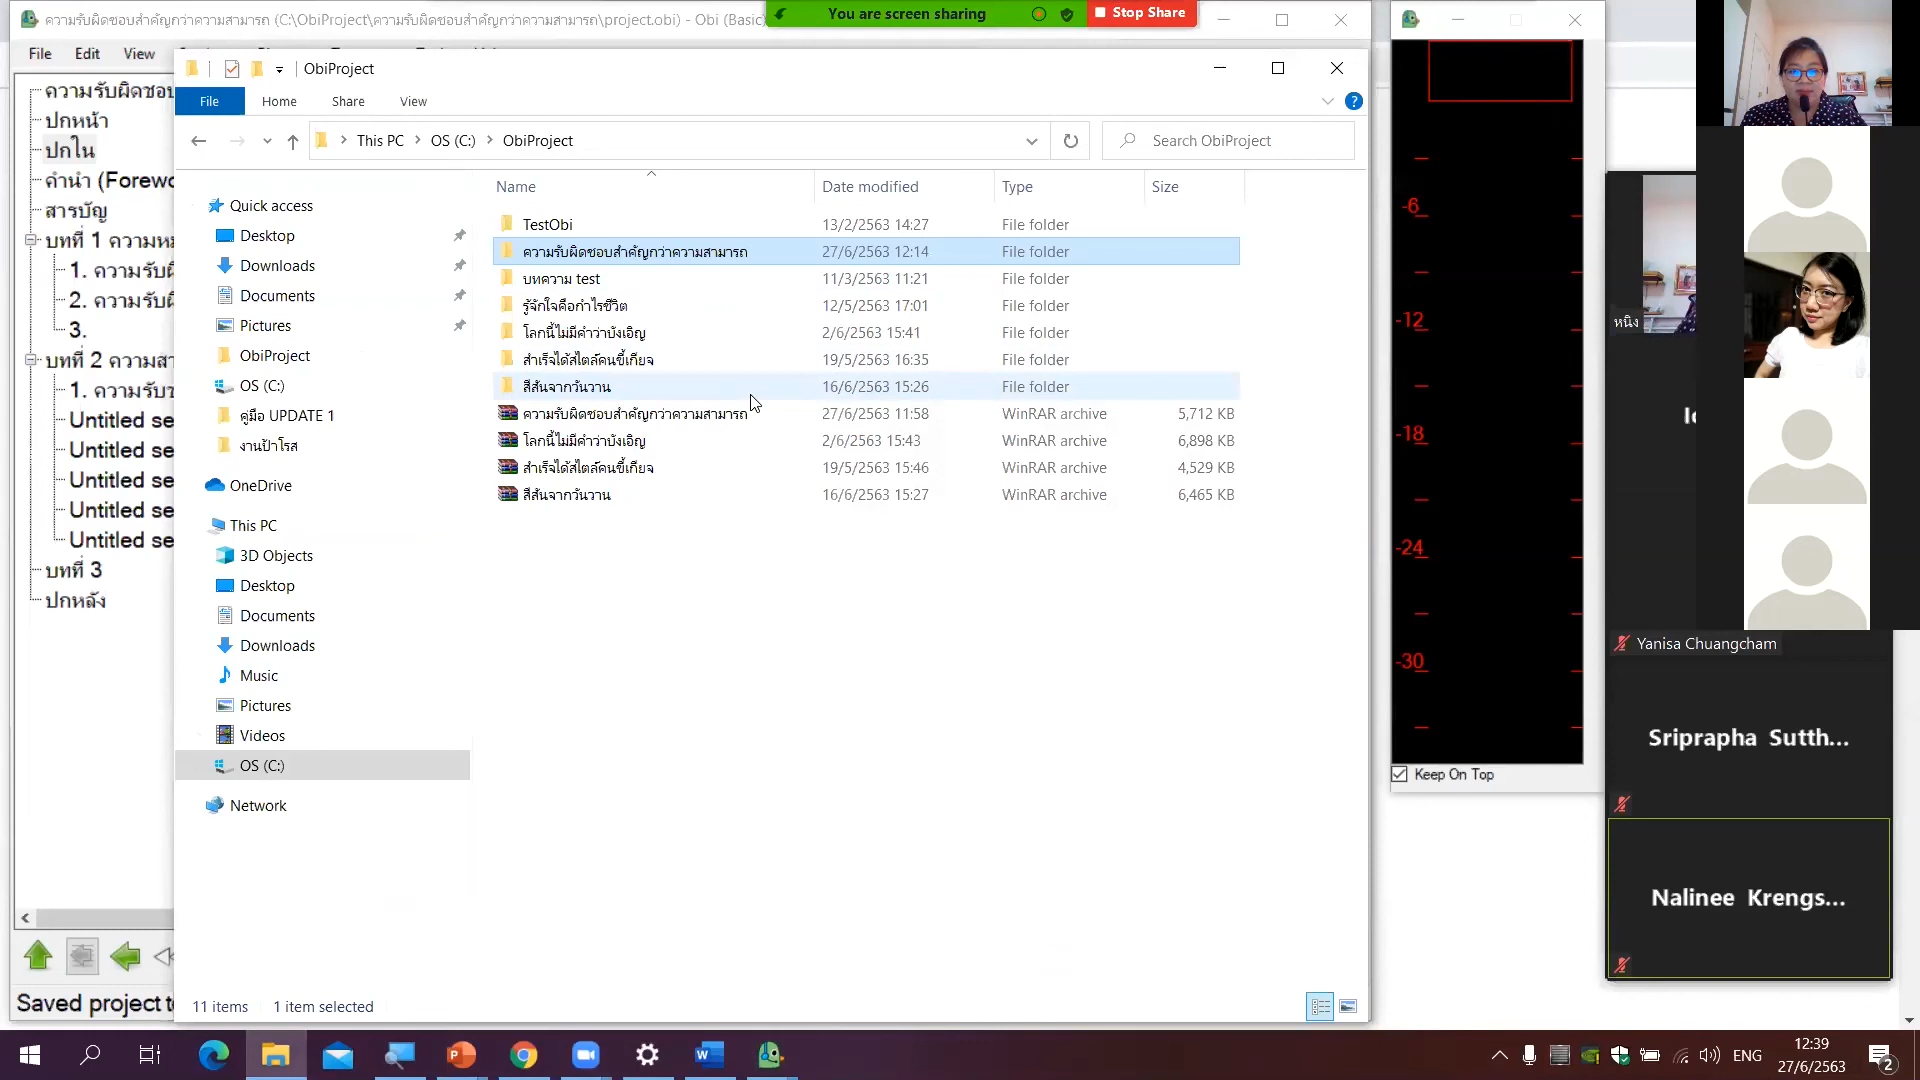 ความรับผิดชอบสำคัญกว่าความสามารถ (C:\ObiProject\ความรับผิดชอบสำคัญกว่าความสามารถ\project.obi) - Obi (Basic)
You are screen sharing
Stop Share
File Edit View
ObiProject
File Home Share View
This PC OS (C:) ObiProject
Search ObiProject
Name Date modified Type Size
TestObi 13/2/2563 14:27 File folder
ความรับผิดชอบสำคัญกว่าความสามารถ 27/6/2563 12:14 File folder
บทความ test 11/3/2563 11:21 File folder
รู้จักใจคือกำไรชีวิต 12/5/2563 17:01 File folder
โลกนี้ไม่มีคำว่าบังเอิญ 2/6/2563 15:41 File folder
สำเร็จได้สไตล์คนขี้เกียจ 19/5/2563 16:35 File folder
สีสันจากวันวาน 16/6/2563 15:26 File folder
ความรับผิดชอบสำคัญกว่าความสามารถ 27/6/2563 11:58 WinRAR archive 5,712 KB
โลกนี้ไม่มีคำว่าบังเอิญ 2/6/2563 15:43 WinRAR archive 6,898 KB
สำเร็จได้สไตล์คนขี้เกียจ 19/5/2563 15:46 WinRAR archive 4,529 KB
สีสันจากวันวาน 16/6/2563 15:27 WinRAR archive 6,465 KB
Quick access
Desktop
Downloads
Documents
Pictures
ObiProject
OS (C:)
คู่มือ UPDATE 1
งานป้าโรส
OneDrive
This PC
3D Objects
Desktop
Documents
Downloads
Music
Pictures
Videos
OS (C:)
Network
11 items 1 item selected
ความรับผิดชอบ
ปกหน้า
ปกใน
คำนำ (Forewo
สารบัญ
บทที่ 1 ความห
1. ความรับผิ
2. ความรับผิ
3.
บทที่ 2 ความสา
1. ความรับ
Untitled se
Untitled se
Untitled se
Untitled se
Untitled se
บทที่ 3
ปกหลัง
Saved project t
-6
-12
-18
-24
-30
Keep On Top
หนิง
Yanisa Chuangcham
Sriprapha Sutth...
Nalinee Krengs...
ENG
12:39
27/6/2563
2